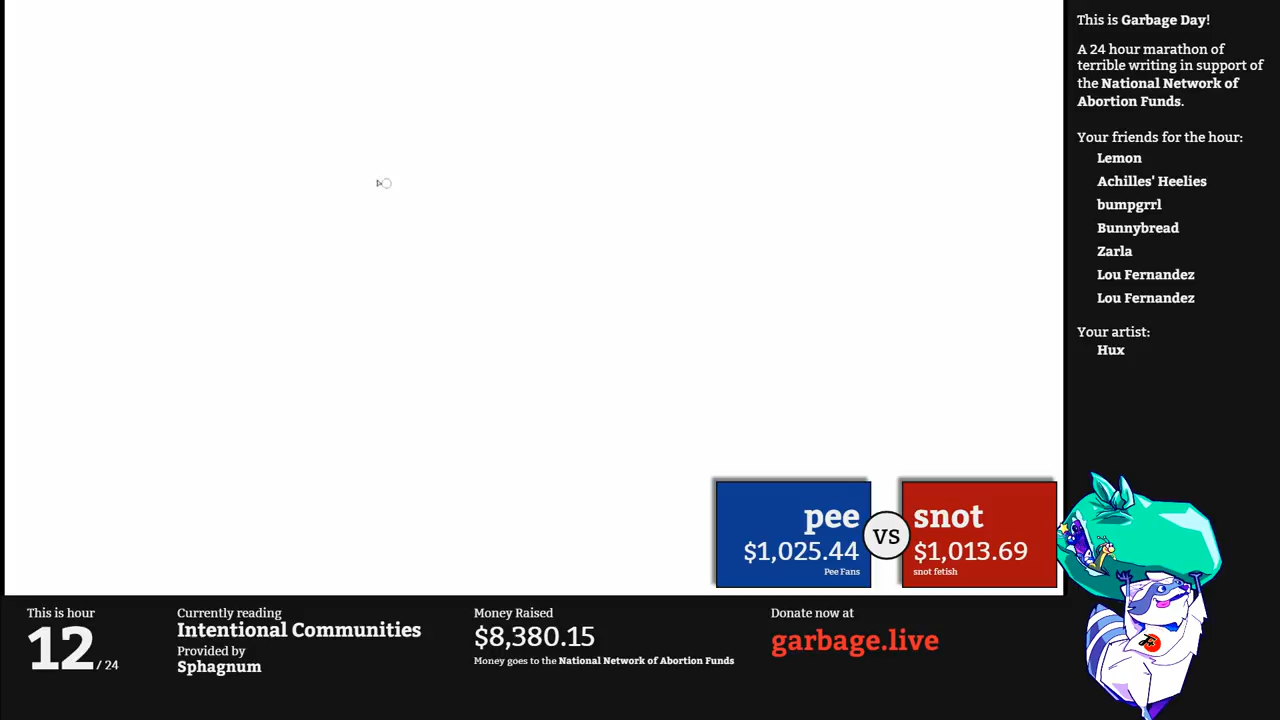 This is Garbage Day!
A 24 hour marathon of
terrible writing in support of
the National Network of
Abortion Funds.
Your friends for the hour:
Lemon
Achilles' Heelies
bumpgrrl
Bunnybread
Zarla
Lou Fernandez
Lou Fernandez
Your artist:
Hux
pee
$1,025.44
Pee Fans
VS
snot
$1,013.69
snot fetish
This is hour
12 / 24
Currently reading
Intentional Communities
Provided by
Sphagnum
Money Raised
$8,380.15
Money goes to the National Network of Abortion Funds
Donate now at
garbage.live